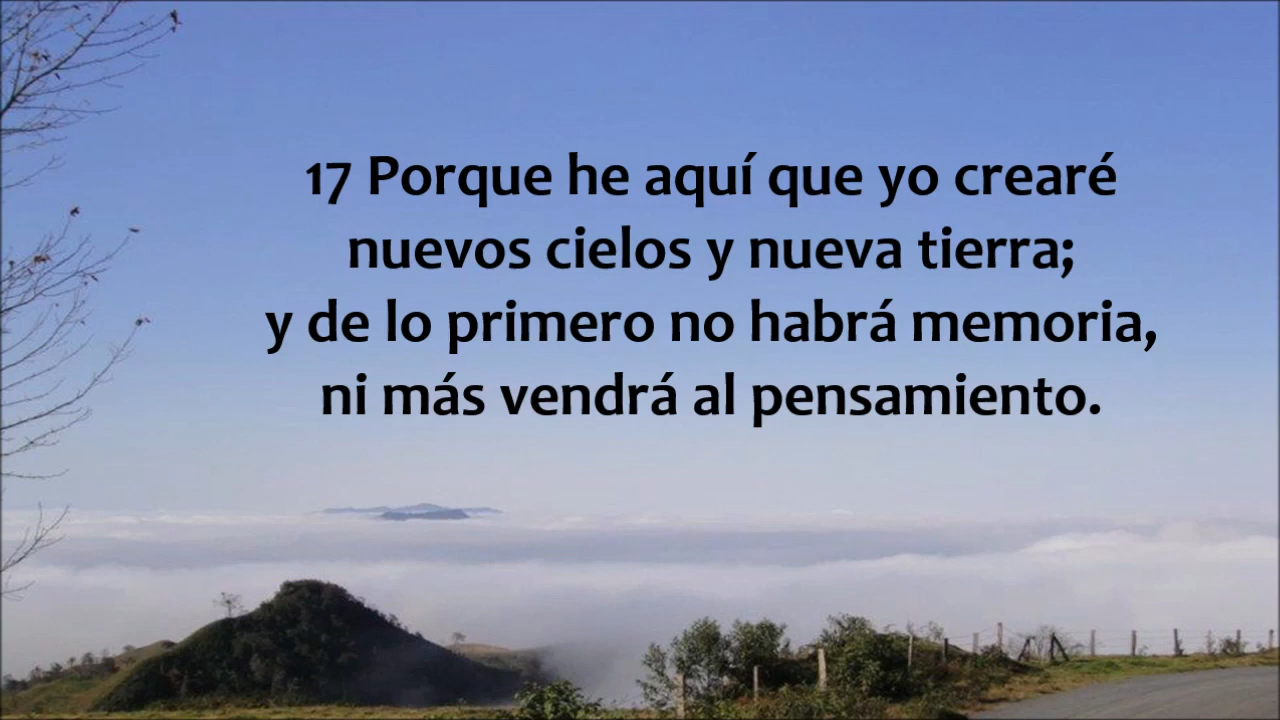 17 Porque he aquí que yo crearé
nuevos cielos y nueva tierra;
y de lo primero no habrá memoria,
ni más vendrá al pensamiento.